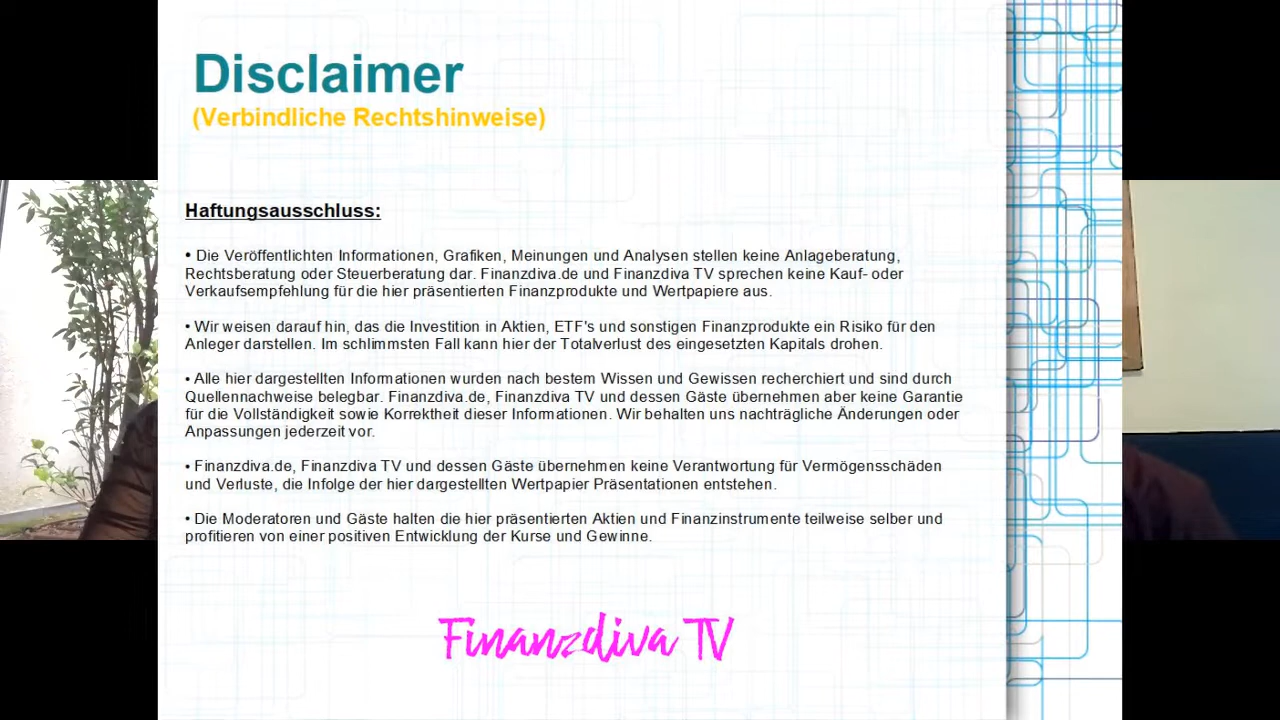 Disclaimer
(Verbindliche Rechtshinweise)
Haftungsausschluss:
• Die Veröffentlichten Informationen, Grafiken, Meinungen und Analysen stellen keine Anlageberatung,
Rechtsberatung oder Steuerberatung dar. Finanzdiva.de und Finanzdiva TV sprechen keine Kauf- oder
Verkaufsempfehlung für die hier präsentierten Finanzprodukte und Wertpapiere aus.
• Wir weisen darauf hin, das die Investition in Aktien, ETF's und sonstigen Finanzprodukte ein Risiko für den
Anleger darstellen. Im schlimmsten Fall kann hier der Totalverlust des eingesetzten Kapitals drohen.
• Alle hier dargestellten Informationen wurden nach bestem Wissen und Gewissen recherchiert und sind durch
Quellennachweise belegbar. Finanzdiva.de, Finanzdiva TV und dessen Gäste übernehmen aber keine Garantie
für die Vollständigkeit sowie Korrektheit dieser Informationen. Wir behalten uns nachträgliche Änderungen oder
Anpassungen jederzeit vor.
• Finanzdiva.de, Finanzdiva TV und dessen Gäste übernehmen keine Verantwortung für Vermögensschäden
und Verluste, die Infolge der hier dargestellten Wertpapier Präsentationen entstehen.
• Die Moderatoren und Gäste halten die hier präsentierten Aktien und Finanzinstrumente teilweise selber und
profitieren von einer positiven Entwicklung der Kurse und Gewinne.
Finanzdiva TV